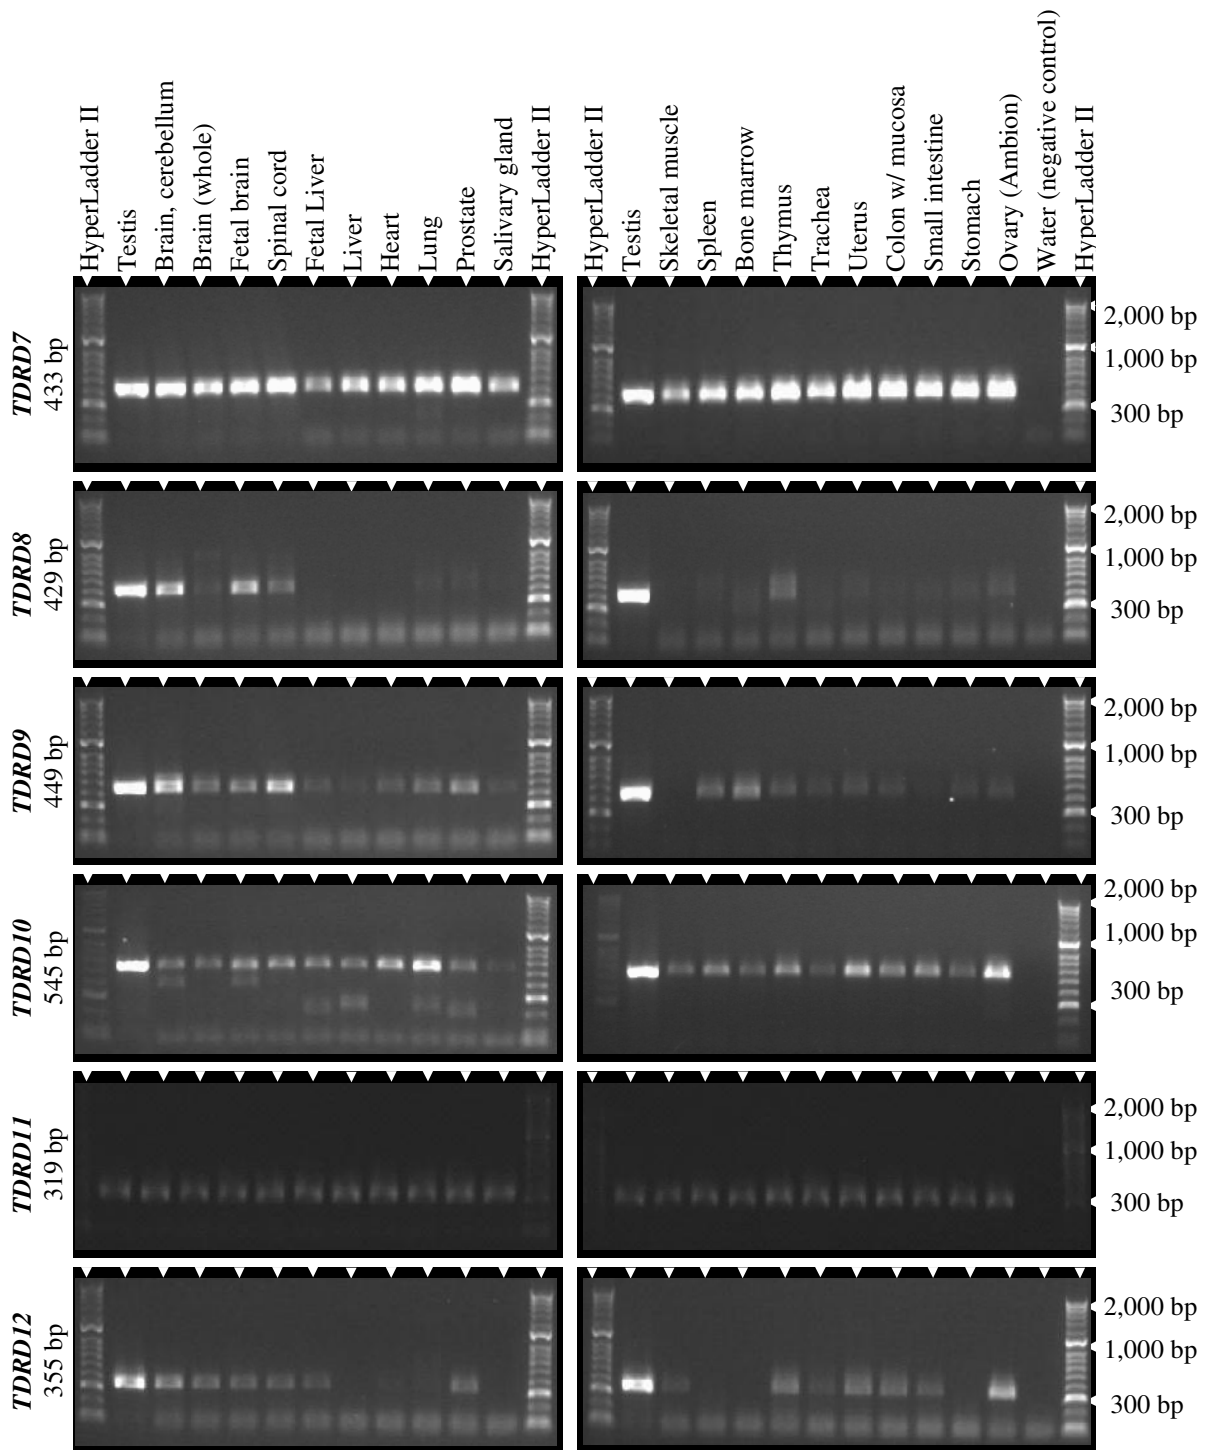 HyperLadder II
Testis
Brain, cerebellum
Brain (whole)
Fetal brain
Spinal cord
Fetal Liver
Liver
Heart
Lung
Prostate
Salivary gland
HyperLadder II
HyperLadder II
Testis
Skeletal muscle
Spleen
Bone marrow
Thymus
Trachea
Uterus
Colon w/ mucosa
Small intestine
Stomach
Ovary (Ambion)
Water (negative control)
HyperLadder II
TDRD7
433 bp
2,000 bp
1,000 bp
300 bp
TDRD8
429 bp
2,000 bp
1,000 bp
300 bp
TDRD9
449 bp
2,000 bp
1,000 bp
300 bp
TDRD10
545 bp
2,000 bp
1,000 bp
300 bp
TDRD11
319 bp
2,000 bp
1,000 bp
300 bp
TDRD12
355 bp
2,000 bp
1,000 bp
300 bp